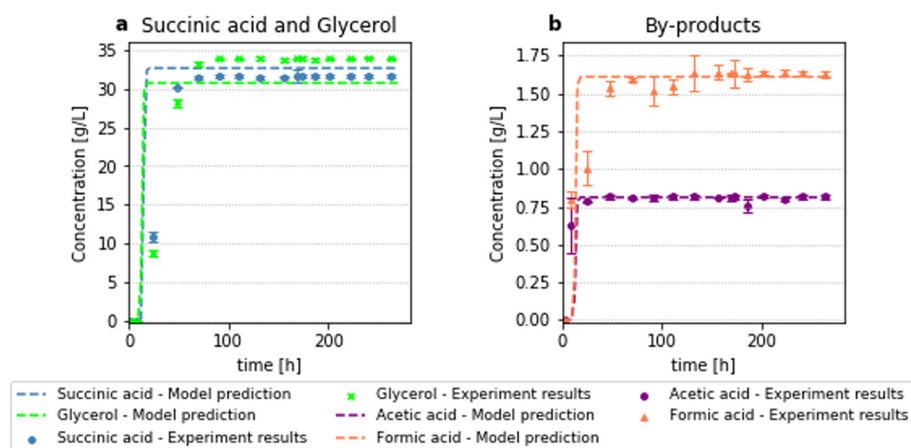 a Succinic acid and Glycerol
35
30
25
20
15
10
5
0
Concentration [g/L]
0 100 200
time [h]
b By-products
1.75
1.50
1.25
1.00
0.75
0.50
0.25
0.00
Concentration [g/L]
0 100 200
time [h]
Succinic acid - Model prediction
Glycerol - Model prediction
Succinic acid - Experiment results
Glycerol - Experiment results
Acetic acid - Model prediction
Formic acid - Model prediction
Acetic acid - Experiment results
Formic acid - Experiment results